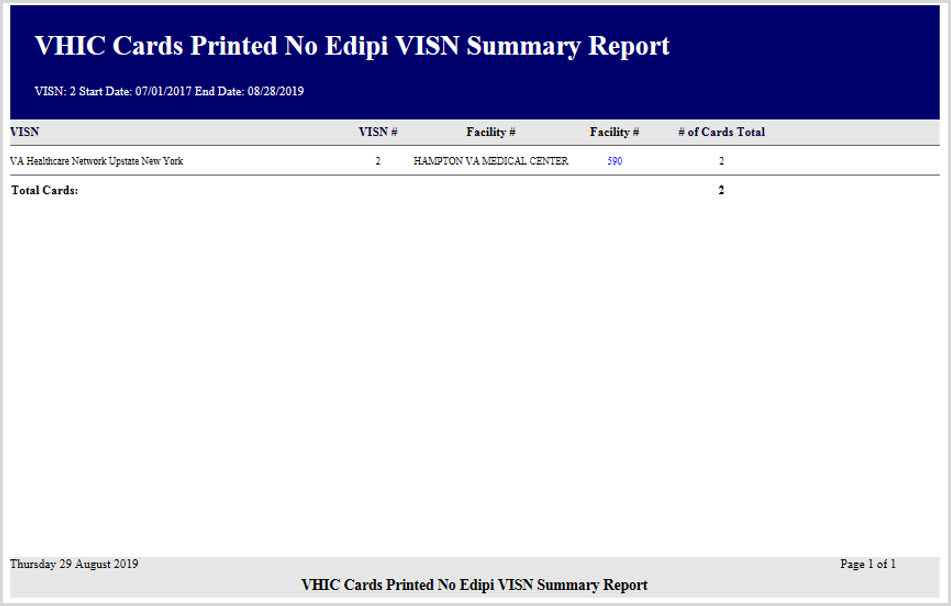 VHIC Cards Printed No Edipi VISN Summary Report
VISN: 2 Start Date: 07/01/2017 End Date: 08/28/2019
VISN VISN # Facility # Facility # # of Cards Total
VA Healthcare Network Upstate New York 2 HAMPTON VA MEDICAL CENTER 590 2
Total Cards: 2
Thursday 29 August 2019 Page 1 of 1
VHIC Cards Printed No Edipi VISN Summary Report